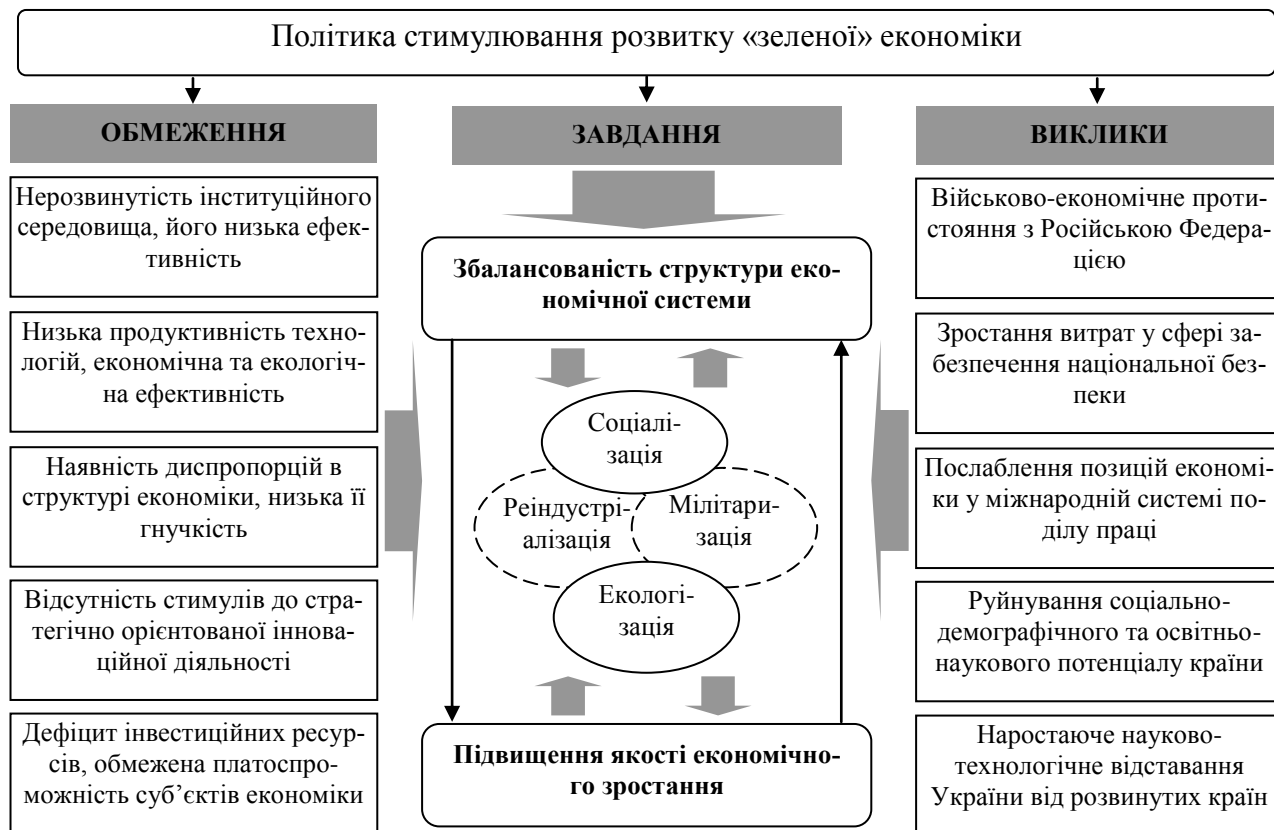 Політика стимулювання розвитку «зеленої» економіки
ОБМЕЖЕННЯ
Нерозвинутість інституційного
середовища, його низька ефек-
тивність
Низька продуктивність техно-
логій, економічна та екологіч-
на ефективність
Наявність диспропорцій в
структурі економіки, низька її
гнучкість
Відсутність стимулів до стра-
тегічно орієнтованої іннова-
ційної діяльності
Дефіцит інвестиційних ресур-
сів, обмежена платоспро-
можність суб’єктів економіки
ЗАВДАННЯ
Збалансованість структури еко-
номічної системи
Соціалі-
зація
Реіндустрі-
алізація
Мілітари-
зація
Екологі-
зація
Підвищення якості економічно-
го зростання
ВИКЛИКИ
Військово-економічне проти-
стояння з Російською Федера-
цією
Зростання витрат у сфері за-
безпечення національної без-
пеки
Послаблення позицій економі-
ки у міжнародній системі по-
ділу праці
Руйнування соціально-
демографічного та освітньо-
наукового потенціалу країни
Наростаюче науково-
технологічне відставання
України від розвинутих країн